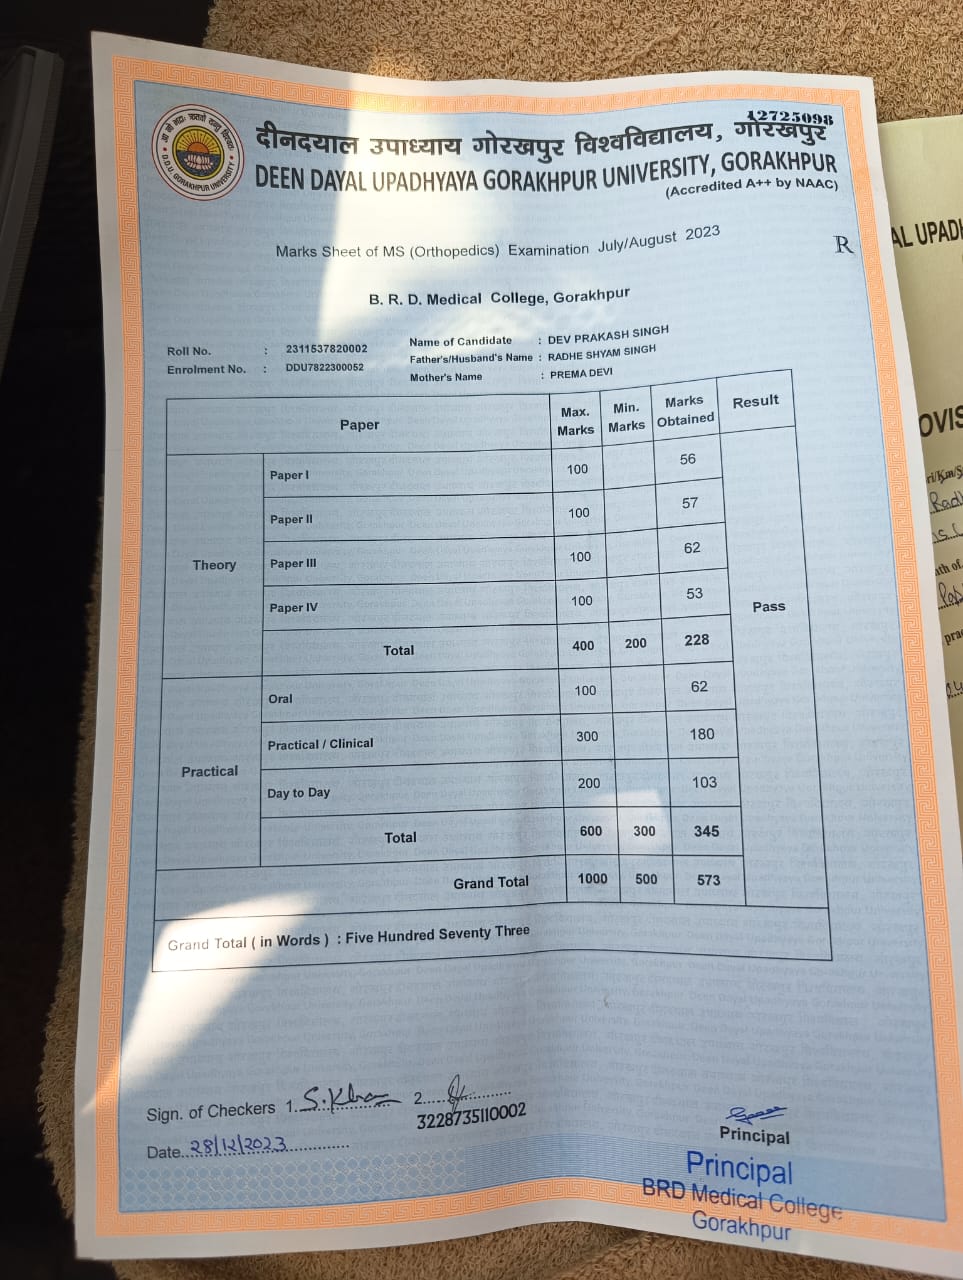 12725098
दीनदयाल उपाध्याय गोरखपुर विश्वविद्यालय, गोरखपुर
DEEN DAYAL UPADHYAYA GORAKHPUR UNIVERSITY, GORAKHPUR
(Accredited A++ by NAAC)
D.D.U. GORAKHPUR UNIVERSITY
Marks Sheet of MS (Orthopedics) Examination July/August 2023
R
B. R. D. Medical College, Gorakhpur
Roll No. : 2311537820002
Enrolment No. : DDU7822300052
Name of Candidate : DEV PRAKASH SINGH
Father's/Husband's Name : RADHE SHYAM SINGH
Mother's Name : PREMA DEVI
Paper Max. Marks Min. Marks Marks Obtained Result
Theory
Paper I 100 56
Paper II 100 57
Paper III 100 62
Paper IV 100 53
Total 400 200 228
Pass
Practical
Oral 100 62
Practical / Clinical 300 180
Day to Day 200 103
Total 600 300 345
Grand Total 1000 500 573
Grand Total ( in Words ) : Five Hundred Seventy Three
Sign. of Checkers 1. S.Khan 2.
3228735110002
Date. 28/12/2023
Principal
Principal
BRD Medical College
Gorakhpur
AL UPADH
OVIS